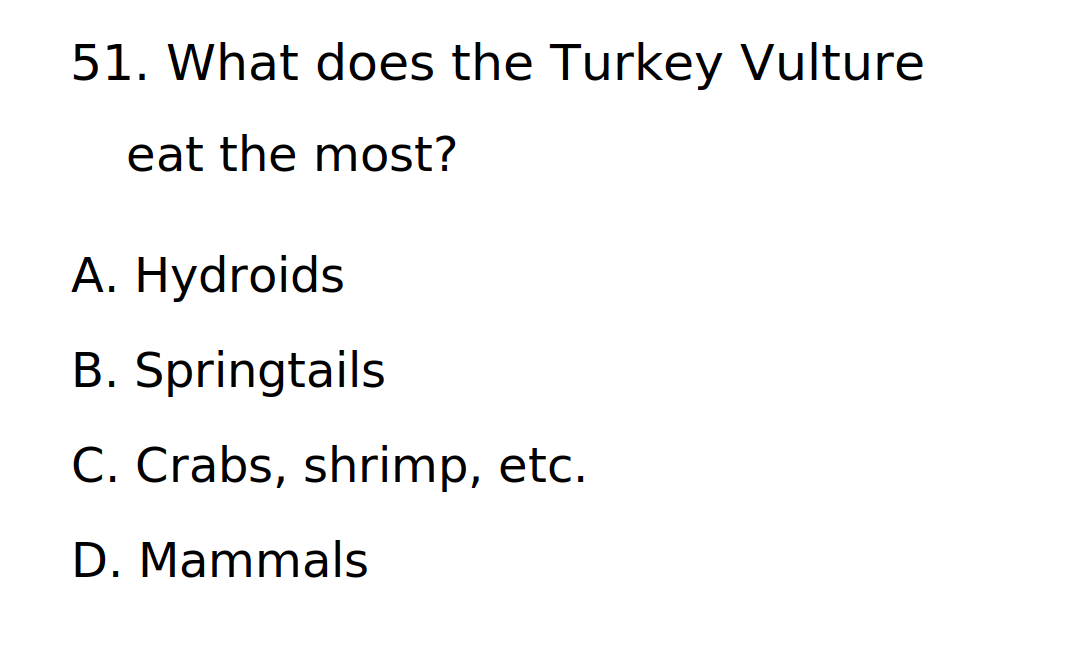 51. What does the Turkey Vulture
eat the most?
A. Hydroids
B. Springtails
C. Crabs, shrimp, etc.
D. Mammals